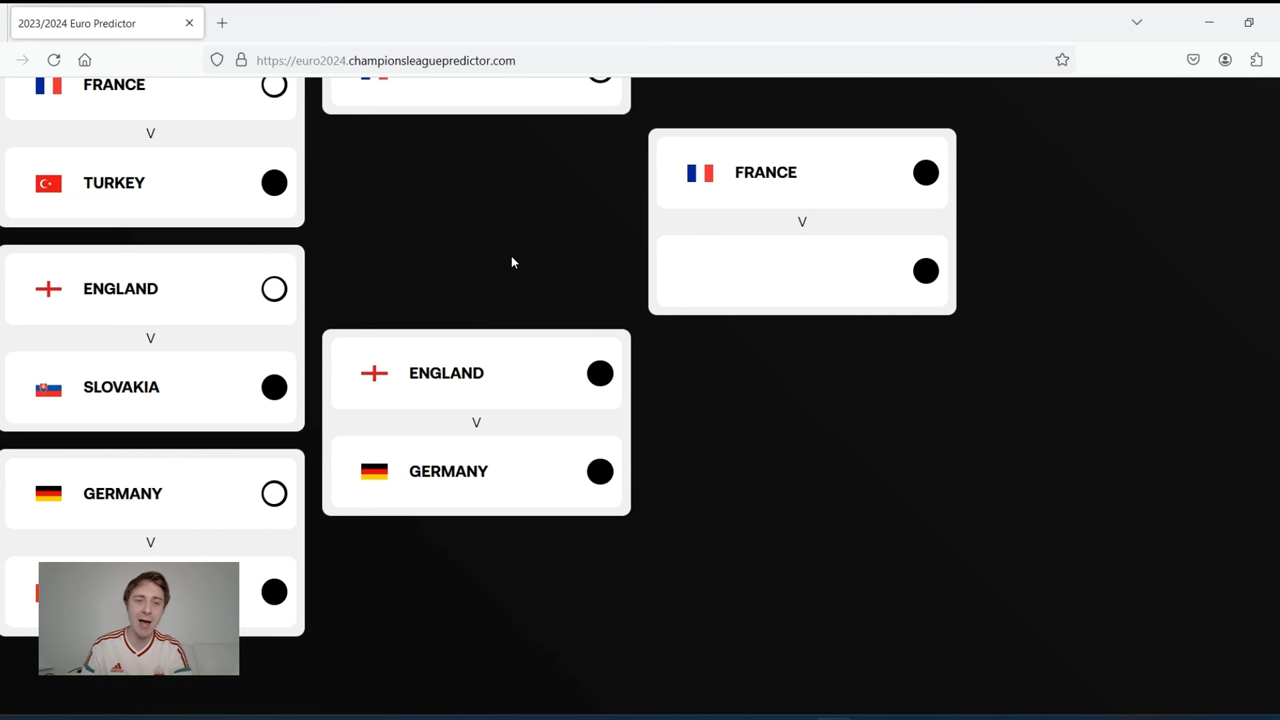 2023/2024 Euro Predictor
https://euro2024.championsleaguepredictor.com
FRANCE
V
TURKEY
ENGLAND
V
SLOVAKIA
GERMANY
V
ENGLAND
V
GERMANY
FRANCE
V